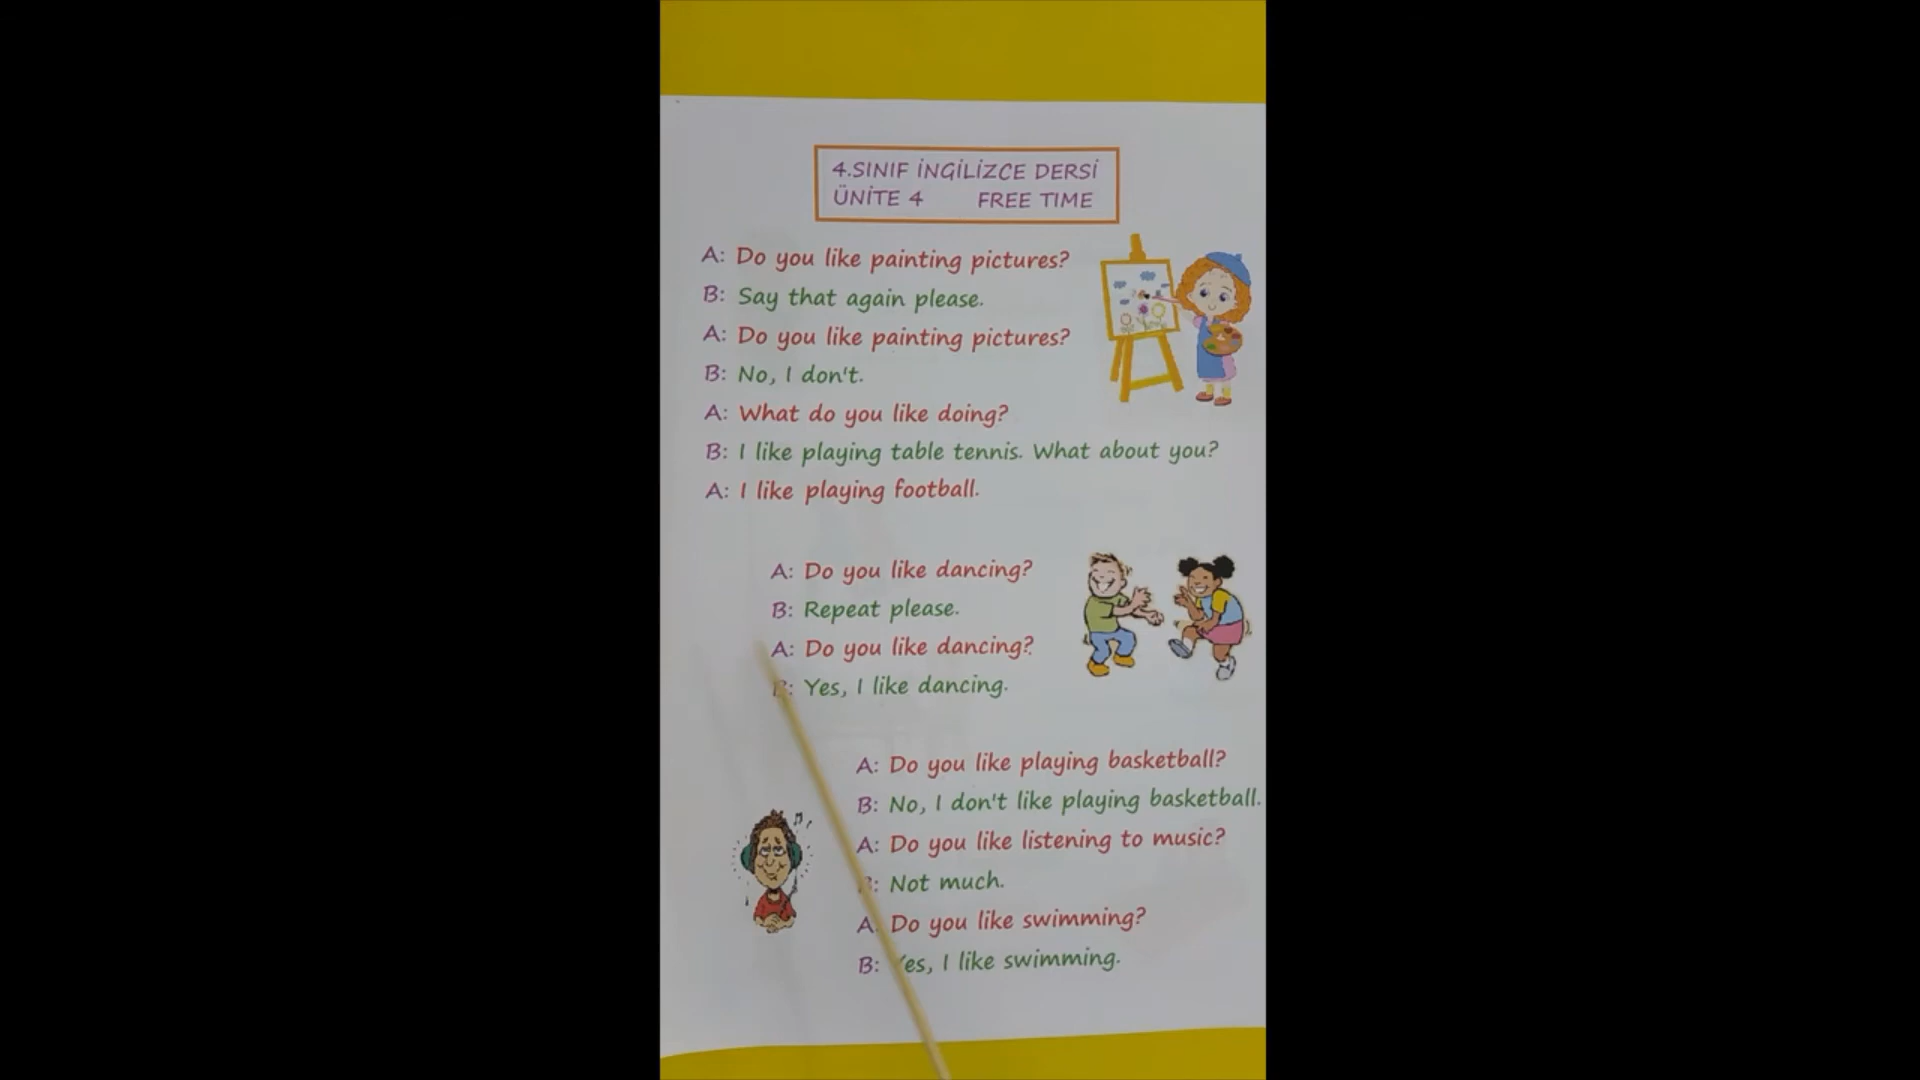 4.SINIF İNGİLİZCE DERSİ
ÜNİTE 4 FREE TIME
A: Do you like painting pictures?
B: Say that again please.
A: Do you like painting pictures?
B: No, I don't.
A: What do you like doing?
B: I like playing table tennis. What about you?
A: I like playing football.
A: Do you like dancing?
B: Repeat please.
A: Do you like dancing?
B: Yes, I like dancing.
A: Do you like playing basketball?
B: No, I don't like playing basketball.
A: Do you like listening to music?
B: Not much.
A: Do you like swimming?
B: Yes, I like swimming.